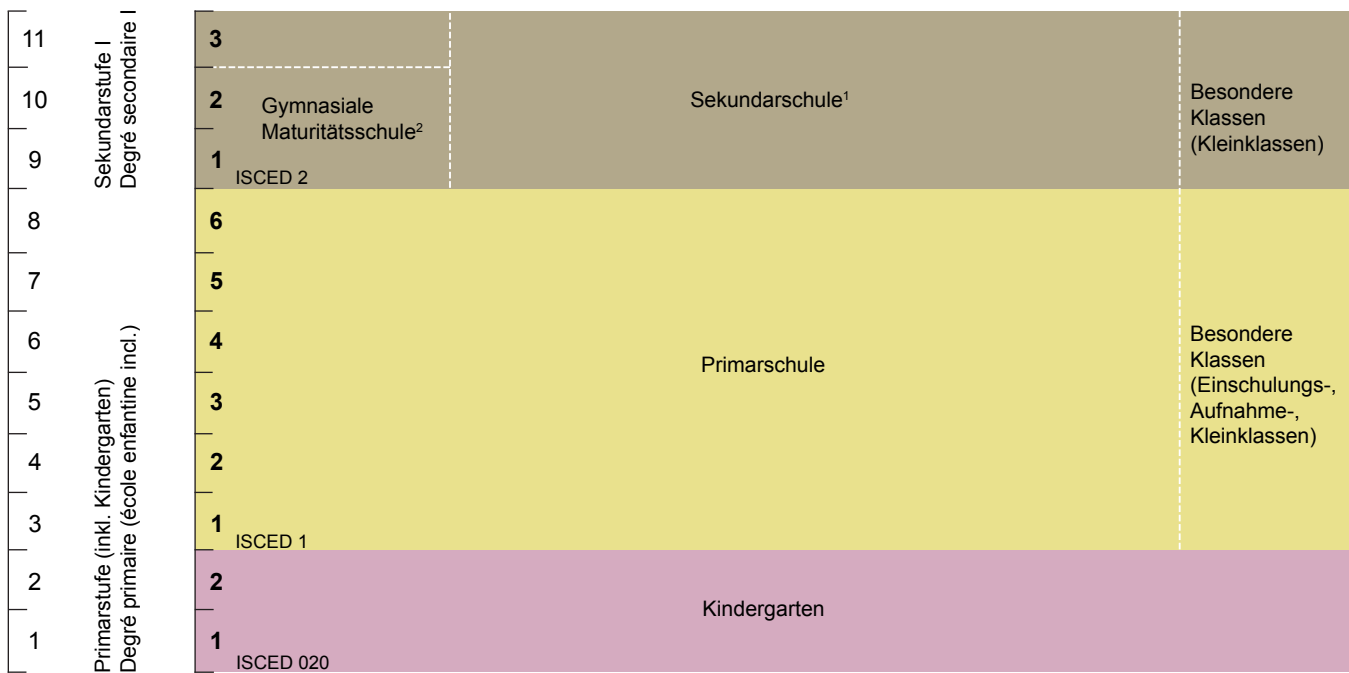 11
10
9
8
7
6
5
4
3
2
1
Sekundarstufe I
Degré secondaire I
Primarstufe (inkl. Kindergarten)
Degré primaire (école enfantine incl.)
3
2
1
ISCED 2
Gymnasiale
Maturitätsschule²
Sekundarschule¹
Besondere
Klassen
(Kleinklassen)
6
5
4
3
2
1
ISCED 1
Primarschule
Besondere
Klassen
(Einschulungs-,
Aufnahme-,
Kleinklassen)
2
1
ISCED 020
Kindergarten